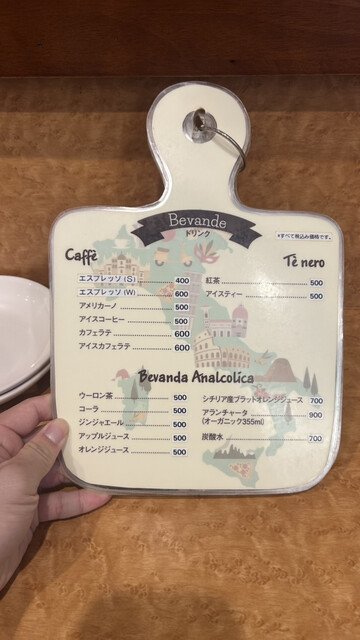 Bevande
ドリンク
*すべて税込み価格です。
Caffè
エスプレッソ (S) 400
エスプレッソ (W) 600
アメリカーノ 500
アイスコーヒー 500
カフェラテ 600
アイスカフェラテ 600
Tè nero
紅茶 500
アイスティー 500
Bevanda Analcolica
ウーロン茶 500
コーラ 500
ジンジャエール 500
アップルジュース 500
オレンジジュース 500
シチリア産ブラッドオレンジジュース 700
アランチャータ 900
(オーガニック355ml)
炭酸水 700